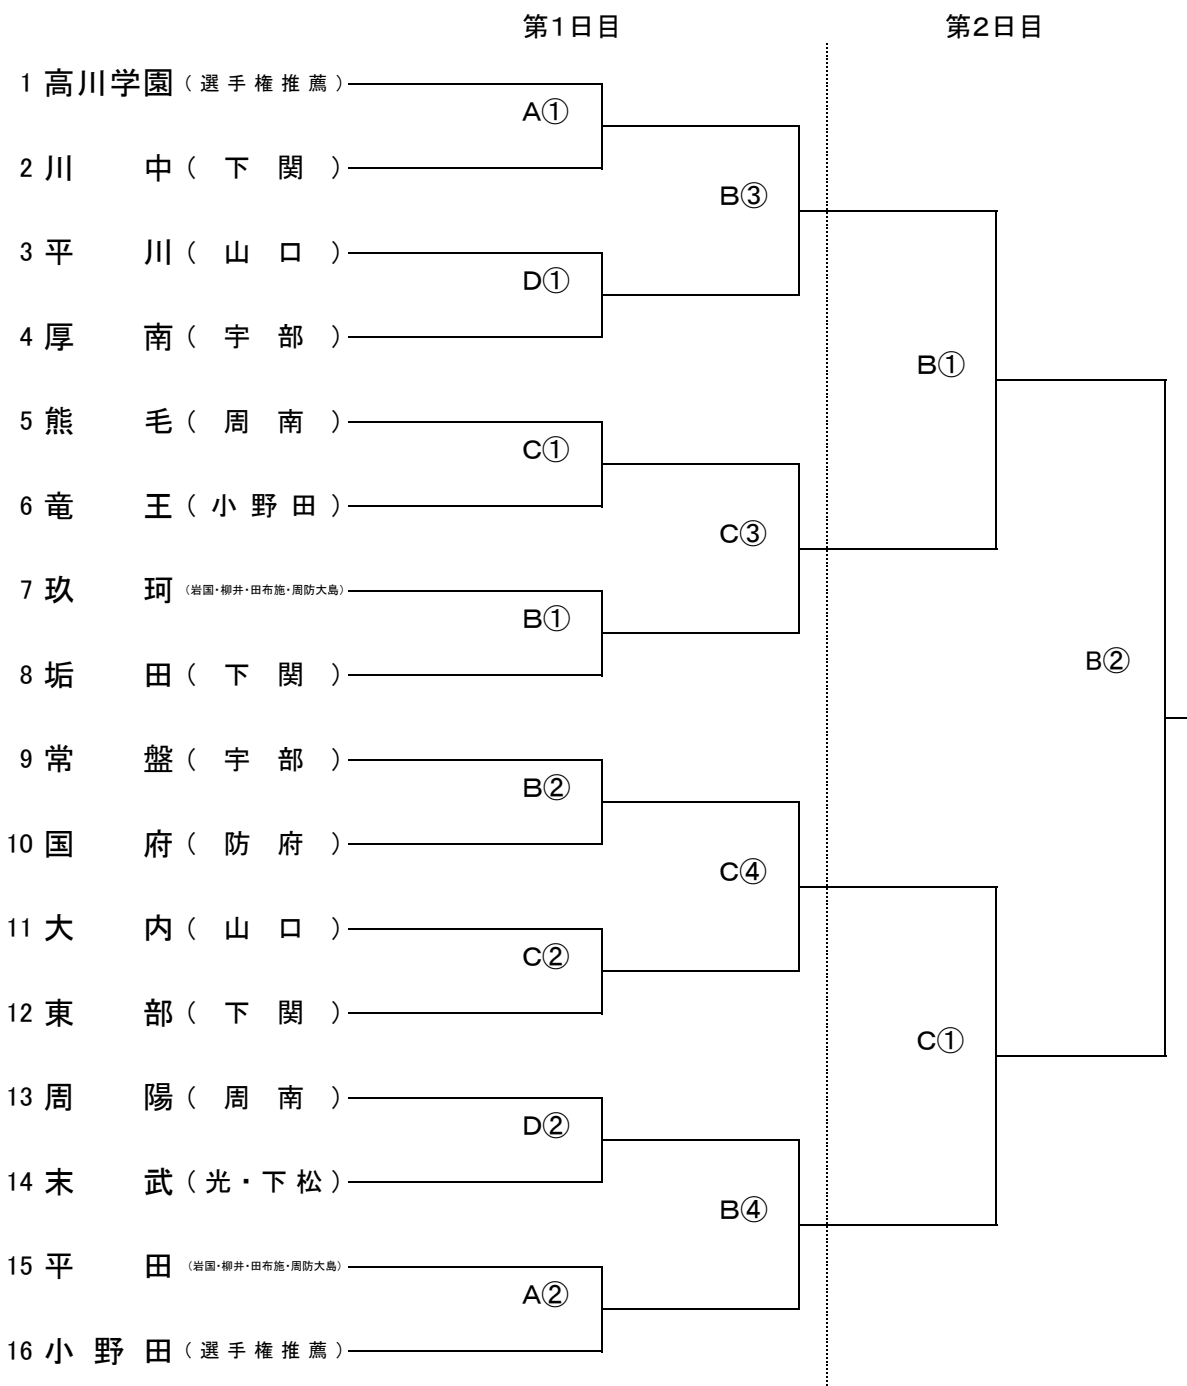 第1日目 第2日目
1 高川学園(選手権推薦)
A①
2 川中(下関)
B③
3 平川(山口)
D①
4 厚南(宇部)
B①
5 熊毛(周南)
C①
6 竜王(小野田)
C③
7 玖珂(岩国・柳井・田布施・周防大島)
B①
B②
8 垢田(下関)
9 常盤(宇部)
B②
10 国府(防府)
C④
11 大内(山口)
C②
12 東部(下関)
C①
13 周陽(周南)
D②
14 末武(光・下松)
B④
15 平田(岩国・柳井・田布施・周防大島)
A②
16 小野田(選手権推薦)